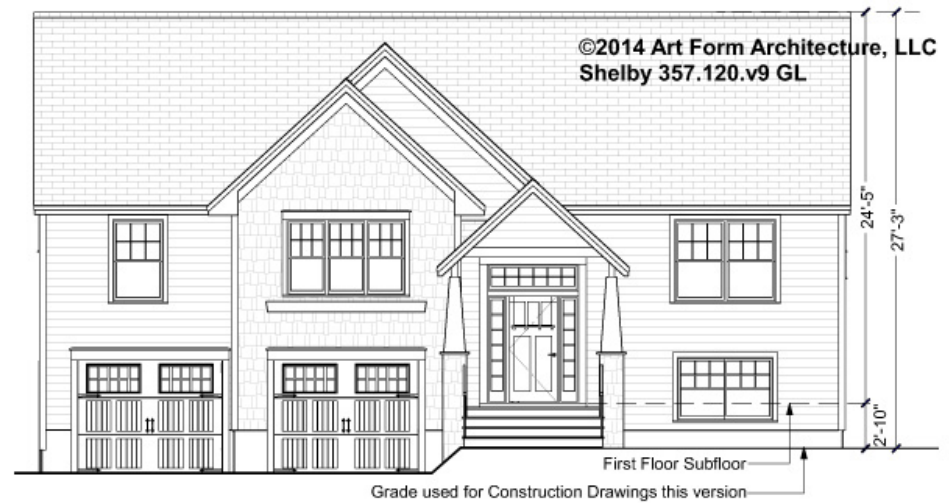 ©2014 Art Form Architecture, LLC
Shelby 357.120.v9 GL
24'-5"
27'-3"
2'-10"
First Floor Subfloor
Grade used for Construction Drawings this version